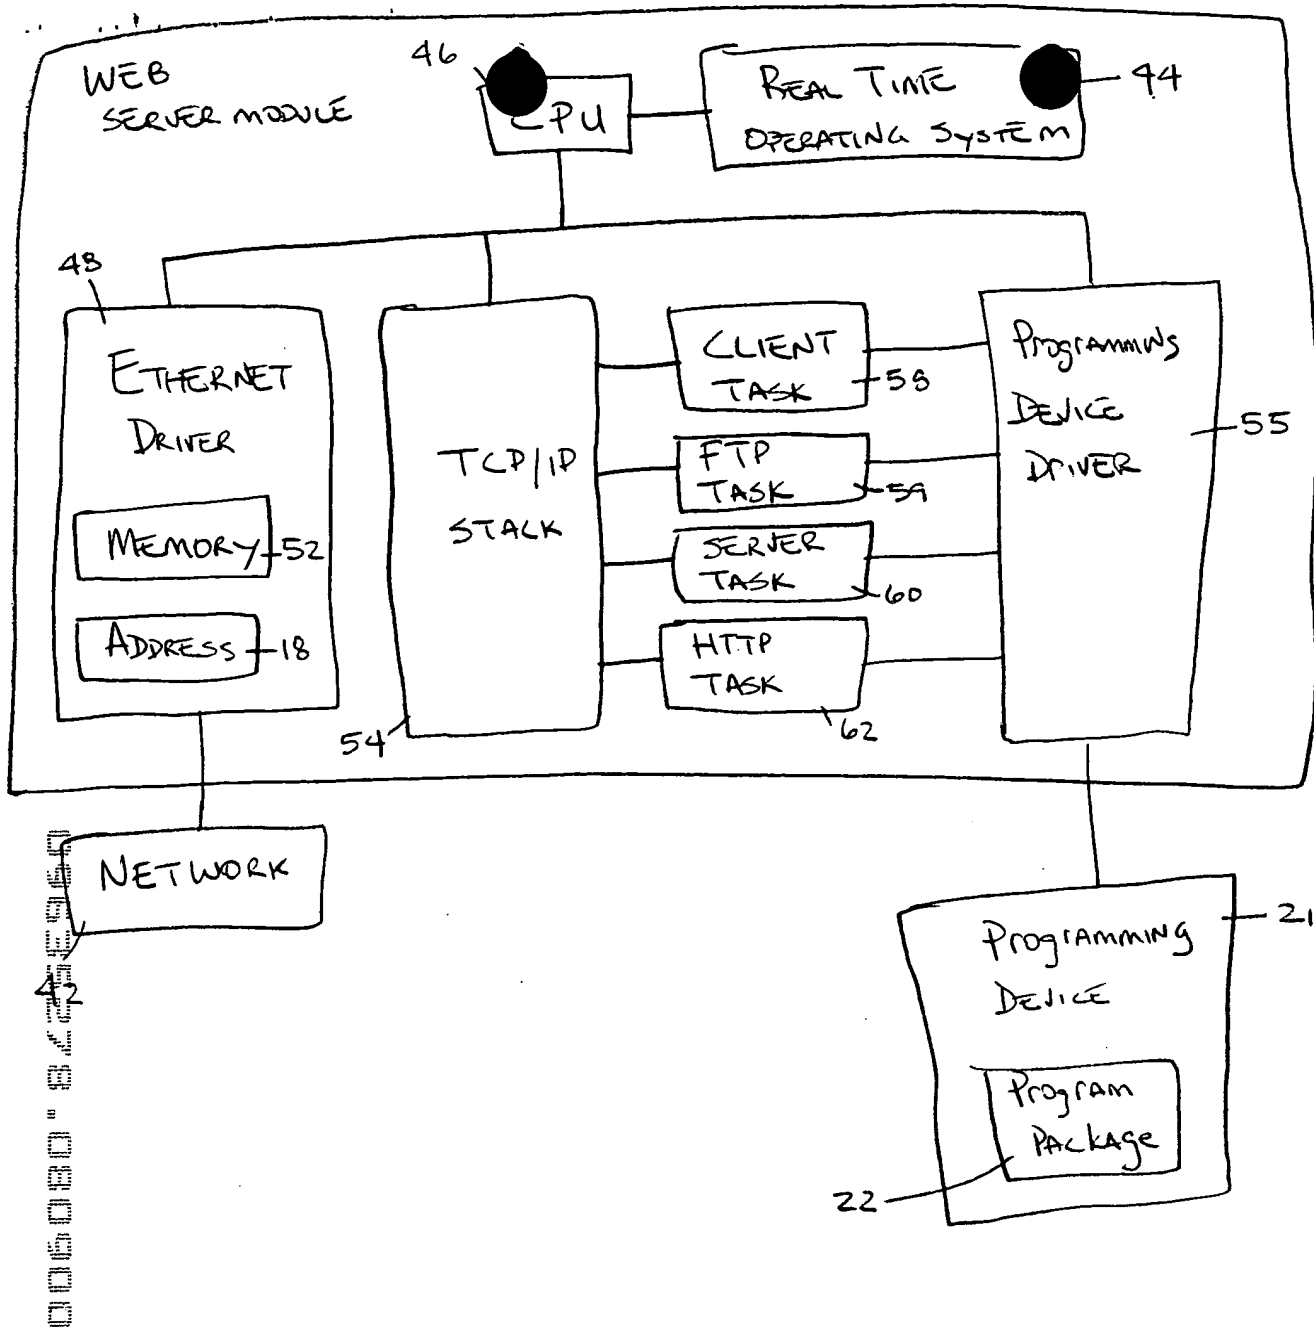 WEB
SERVER MODULE
46
CPU
REAL TIME
OPERATING SYSTEM
44
48
ETHERNET
DRIVER
MEMORY
52
ADDRESS
18
TCP/IP
STACK
54
CLIENT
TASK
58
FTP
TASK
59
SERVER
TASK
60
HTTP
TASK
62
Programming
DEVICE
DRIVER
55
NETWORK
42
Programming
DEVICE
21
Program
PACKAge
22